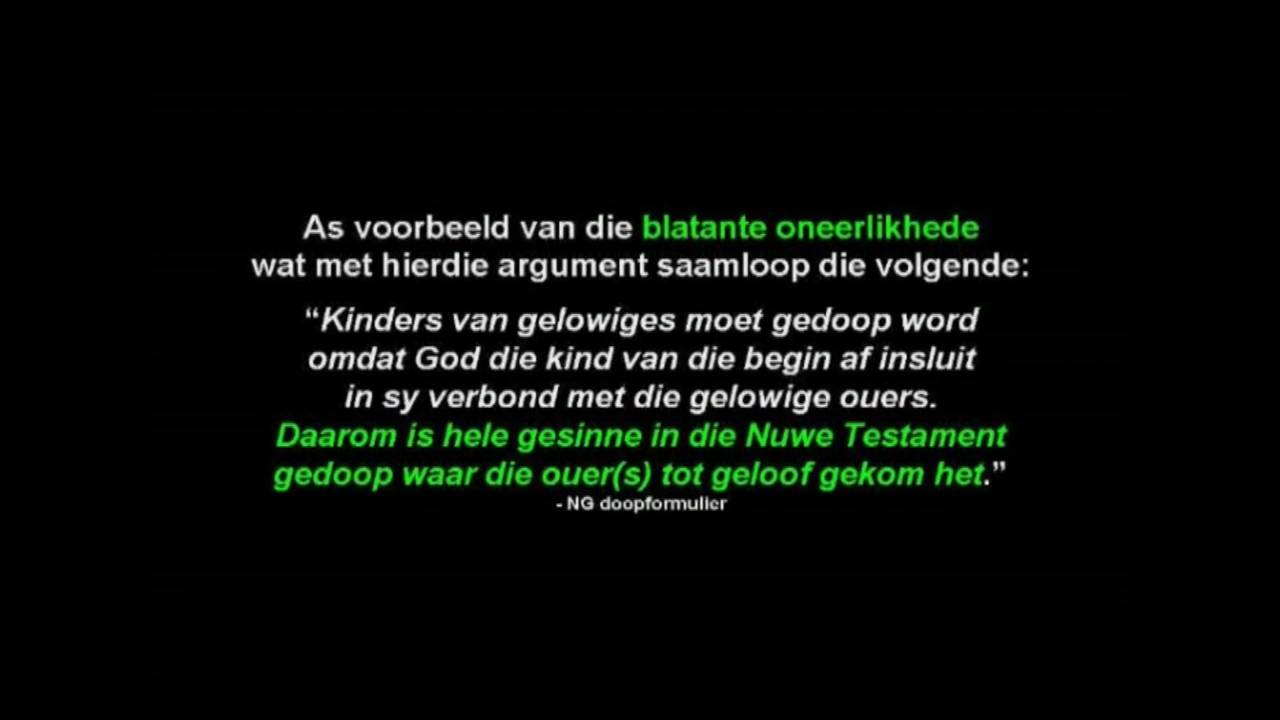 As voorbeeld van die blatante oneerlikhede
wat met hierdie argument saamloop die volgende:
“Kinders van gelowiges moet gedoop word
omdat God die kind van die begin af insluit
in sy verbond met die gelowige ouers.
Daarom is hele gesinne in die Nuwe Testament
gedoop waar die ouer(s) tot geloof gekom het.”
- NG doopformulier